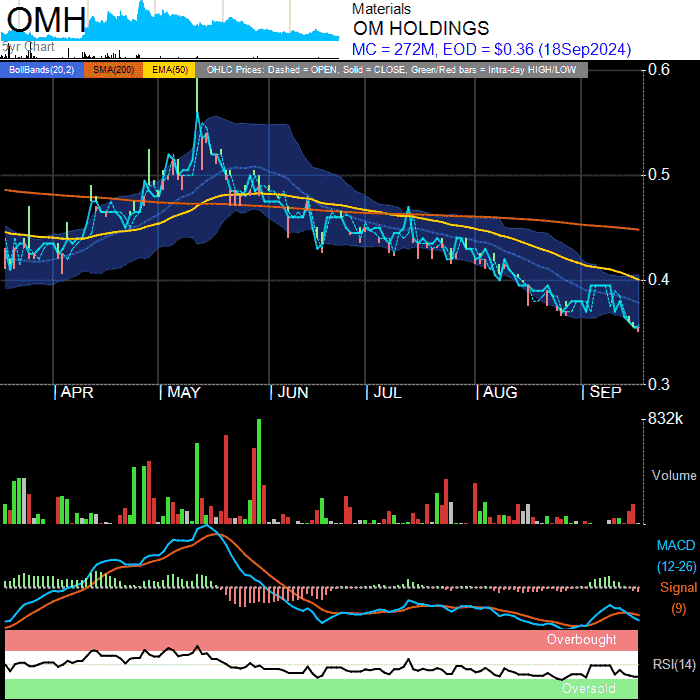 OMH
5yr Chart
Materials
OM HOLDINGS
MC = 272M, EOD = $0.36 (18Sep2024)
BollBands(20,2) SMA(200) EMA(50) OHLC Prices: Dashed = OPEN, Solid = CLOSE, Green/Red bars = Intra-day HIGH/LOW
0.6
0.5
0.4
0.3
APR MAY JUN JUL AUG SEP
832k
Volume
MACD
(12-26)
Signal
(9)
Overbought
RSI(14)
Oversold